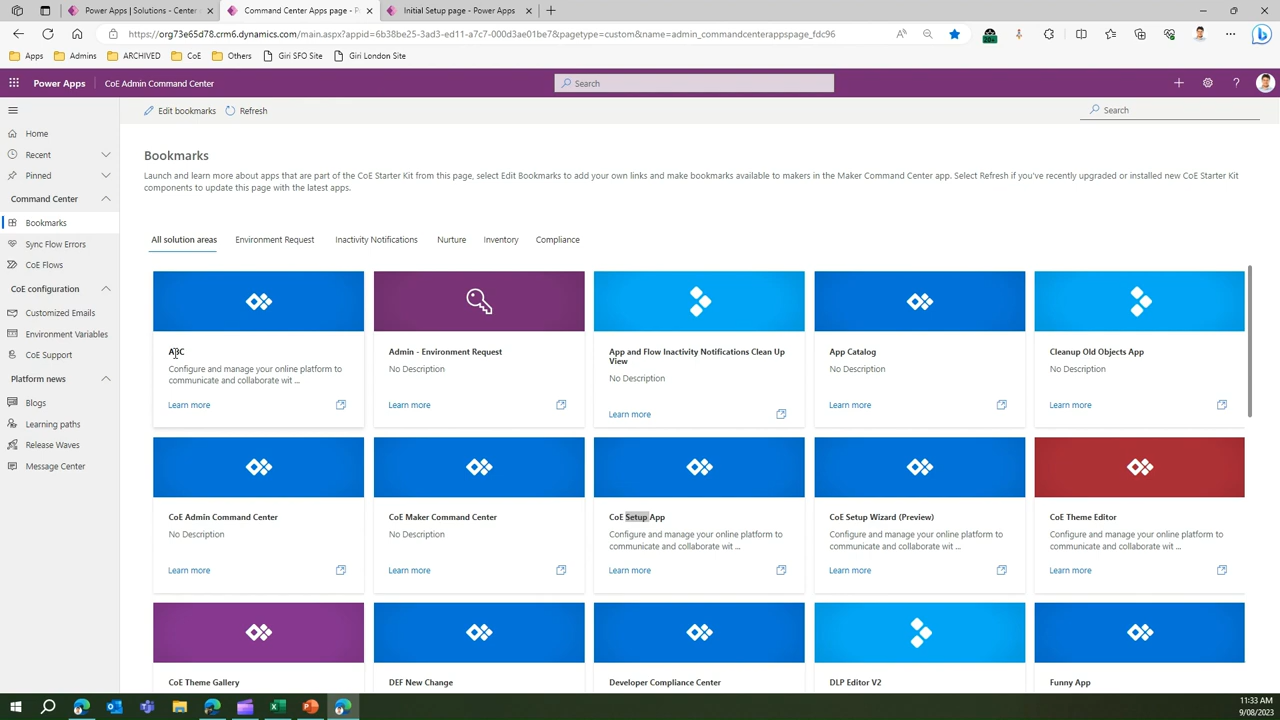 Power Apps | Solutions - Center
Command Center Apps page - P
Initial Setup page - Power Apps
https://org73e65d78.crm6.dynamics.com/main.aspx?appid=6b38be25-3ad3-ed11-a7c7-000d3ae01be7&pagetype=custom&name=admin_commandcenterappspage_fdc96
Apps Admins ARCHIVED CoE Others Giri SFO Site Giri London Site
Power Apps CoE Admin Command Center Search
Edit bookmarks Refresh Search
Home
Recent
Pinned
Command Center
Bookmarks
Sync Flow Errors
CoE Flows
CoE configuration
Customized Emails
Environment Variables
CoE Support
Platform news
Blogs
Learning paths
Release Waves
Message Center
Bookmarks
Launch and learn more about apps that are part of the CoE Starter Kit from this page, select Edit Bookmarks to add your own links and make bookmarks available to makers in the Maker Command Center app. Select Refresh if you've recently upgraded or installed new CoE Starter Kit
components to update this page with the latest apps.
All solution areas Environment Request Inactivity Notifications Nurture Inventory Compliance
ABC
Configure and manage your online platform to
communicate and collaborate wit ...
Learn more
Admin - Environment Request
No Description
Learn more
App and Flow Inactivity Notifications Clean Up
View
No Description
Learn more
App Catalog
No Description
Learn more
Cleanup Old Objects App
No Description
Learn more
CoE Admin Command Center
No Description
Learn more
CoE Maker Command Center
No Description
Learn more
CoE Setup App
Configure and manage your online platform to
communicate and collaborate wit ...
Learn more
CoE Setup Wizard (Preview)
Configure and manage your online platform to
communicate and collaborate wit ...
Learn more
CoE Theme Editor
Configure and manage your online platform to
communicate and collaborate wit ...
Learn more
CoE Theme Gallery
DEF New Change
Developer Compliance Center
DLP Editor V2
Funny App
11:33 AM
9/08/2023